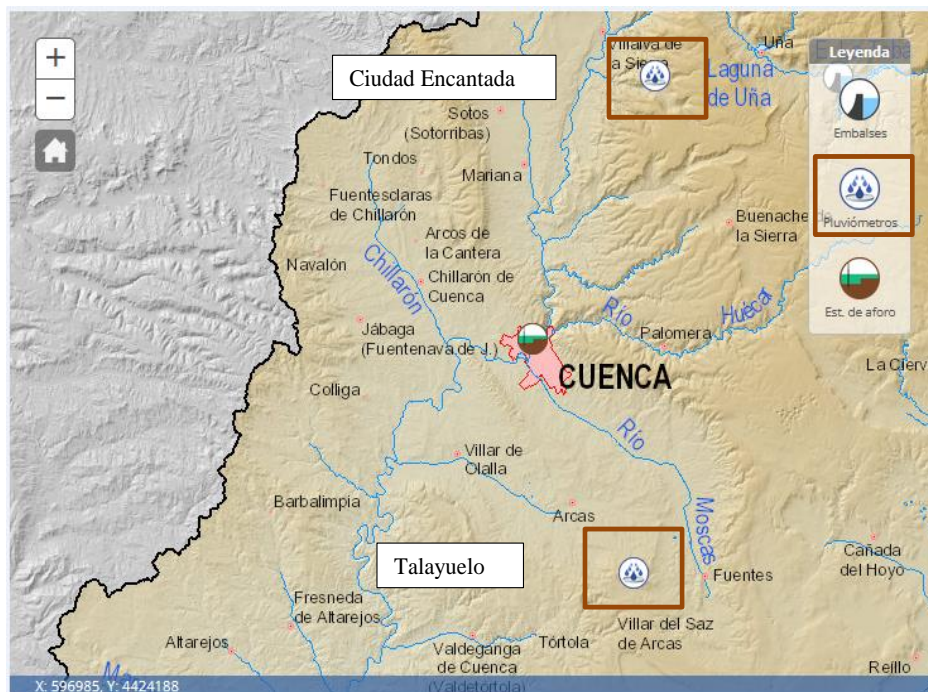 +
−
Ciudad Encantada
Villalva de
la Sierra
Uña
Laguna
de Uña
Leyenda
Embalses
Pluviómetros
Est. de aforo
Sotos
(Sotorribas)
Tondos
Mariana
Fuentesclaras
de Chillarón
Buenache de
la Sierra
Arcos de
la Cantera
Navalón
Chillarón
Chillarón de
Cuenca
Río
Huécar
Jábaga
(Fuentenava de J.)
Palomera
CUENCA
La Cierv
Colliga
Río
Moscas
Villar de
Olalla
Barbalimpia
Arcas
Talayuelo
Cañada
del Hoyo
Fuentes
Fresneda
de Altarejos
Villar del Saz
de Arcas
Altarejos
Valdeganga
de Cuenca
(Valdetórtola)
Tórtola
Reíllo
X: 596985, Y: 4424188